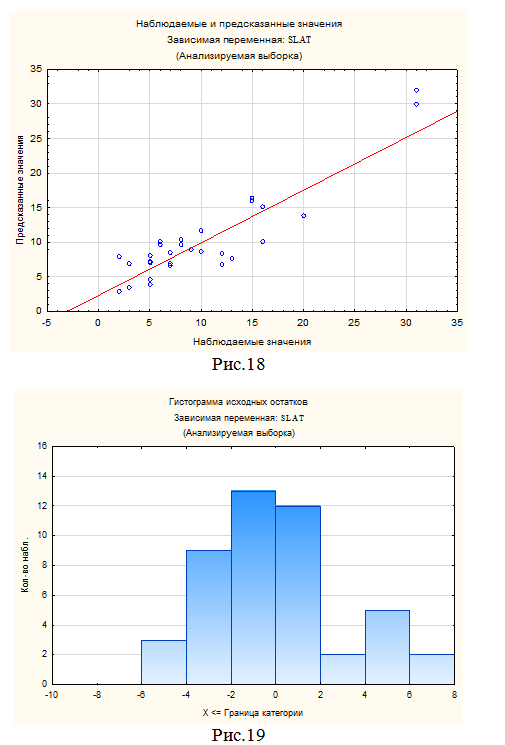 Наблюдаемые и предсказанные значения
Зависимая переменная: SLAT
(Анализируемая выборка)
35
30
25
20
15
10
5
0
Предсказанные значения
-5 0 5 10 15 20 25 30 35
Наблюдаемые значения
Рис.18
Гистограмма исходных остатков
Зависимая переменная: SLAT
(Анализируемая выборка)
16
14
12
10
8
6
4
2
0
Кол-во набл.
-10 -8 -6 -4 -2 0 2 4 6 8
X <= Граница категории
Рис.19